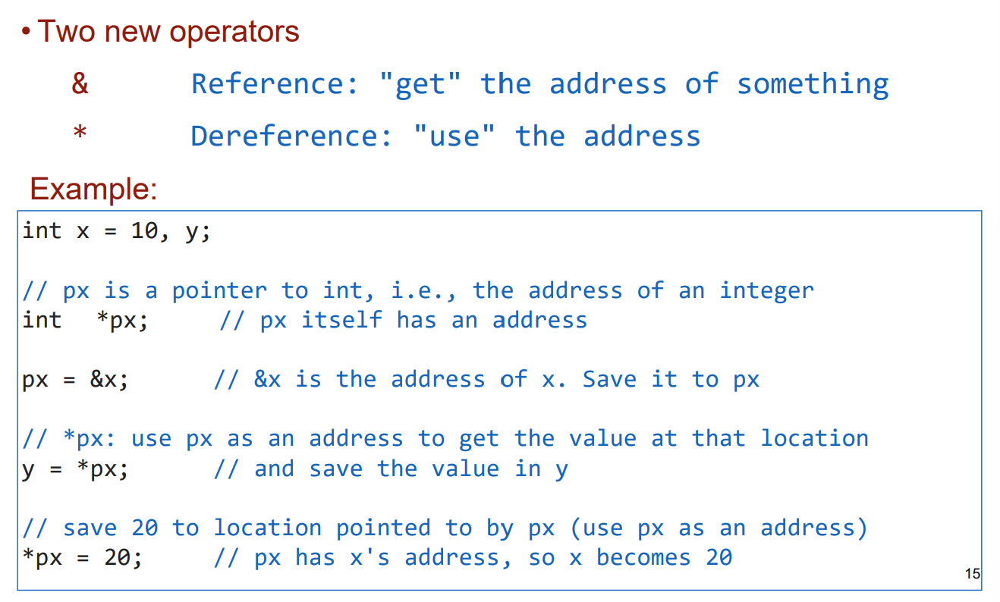 • Two new operators
& Reference: "get" the address of something
* Dereference: "use" the address
Example:
int x = 10, y;
// px is a pointer to int, i.e., the address of an integer
int *px; // px itself has an address
px = &x; // &x is the address of x. Save it to px
// *px: use px as an address to get the value at that location
y = *px; // and save the value in y
// save 20 to location pointed to by px (use px as an address)
*px = 20; // px has x's address, so x becomes 20
15